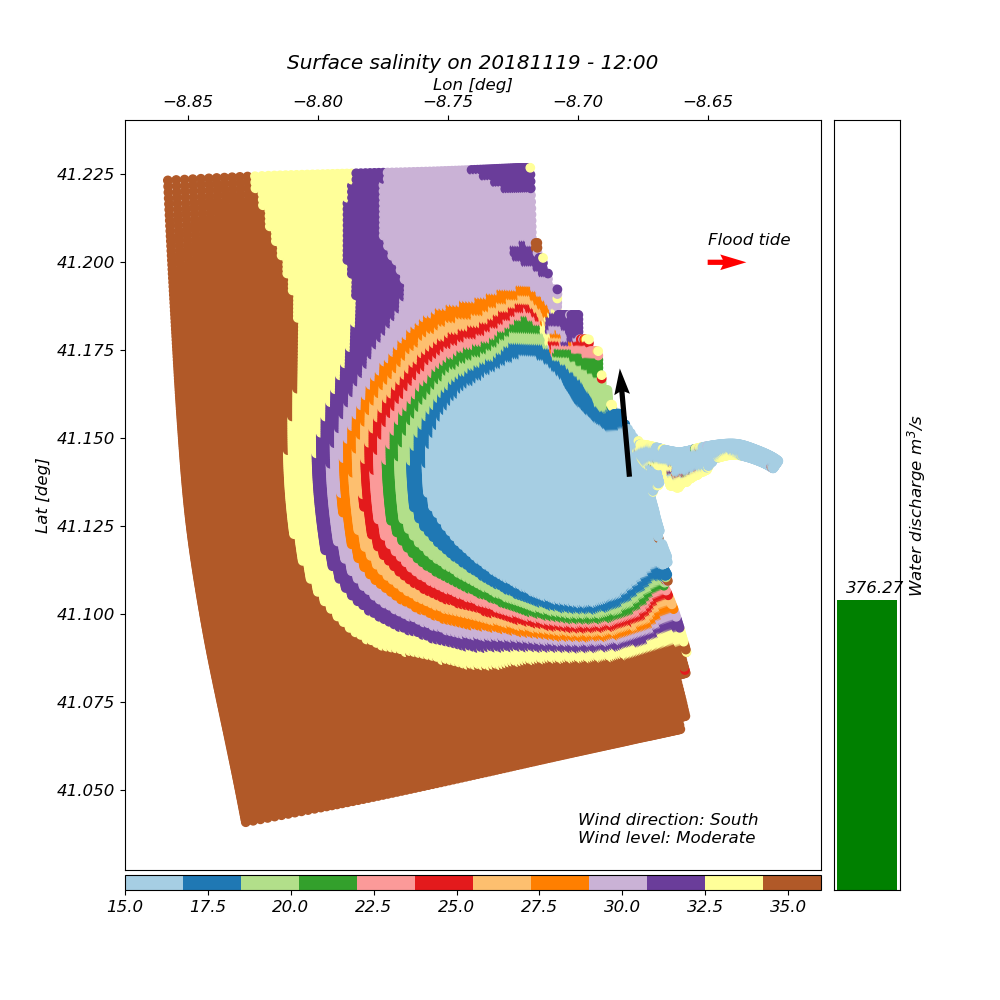 Surface salinity on 20181119 - 12:00
Lon [deg]
−8.85 −8.80 −8.75 −8.70 −8.65
41.225
41.200
41.175
41.150
41.125
41.100
41.075
41.050
Lat [deg]
Flood tide
Wind direction: South
Wind level: Moderate
376.27
Water discharge m³/s
15.0 17.5 20.0 22.5 25.0 27.5 30.0 32.5 35.0